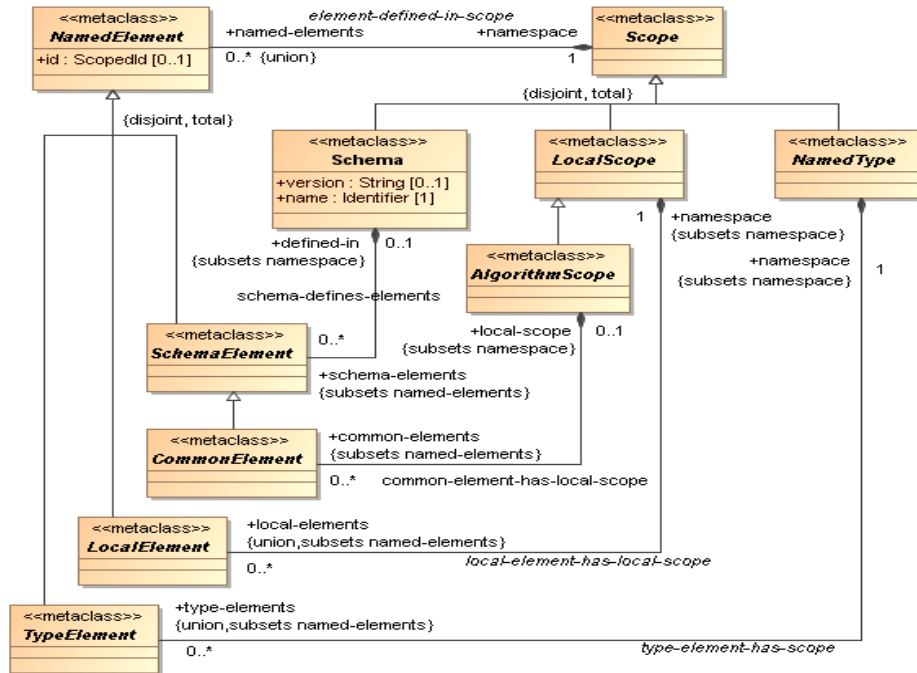 element-defined-in-scope
<<metaclass>>
NamedElement
+id : ScopedId [0..1]
+named-elements
0..* {union}
+namespace
1
<<metaclass>>
Scope
{disjoint, total}
{disjoint, total}
<<metaclass>>
Schema
+version : String [0..1]
+name : Identifier [1]
<<metaclass>>
LocalScope
<<metaclass>>
NamedType
+defined-in
{subsets namespace}
0..1
1
+namespace
{subsets namespace}
+namespace
{subsets namespace}
1
<<metaclass>>
AlgorithmScope
schema-defines-elements
<<metaclass>>
SchemaElement
0..*
+local-scope
{subsets namespace}
0..1
+schema-elements
{subsets named-elements}
<<metaclass>>
CommonElement
+common-elements
{subsets named-elements}
0..*
common-element-has-local-scope
<<metaclass>>
LocalElement
+local-elements
{union,subsets named-elements}
0..*
local-element-has-local-scope
<<metaclass>>
TypeElement
+type-elements
{union,subsets named-elements}
0..*
type-element-has-scope